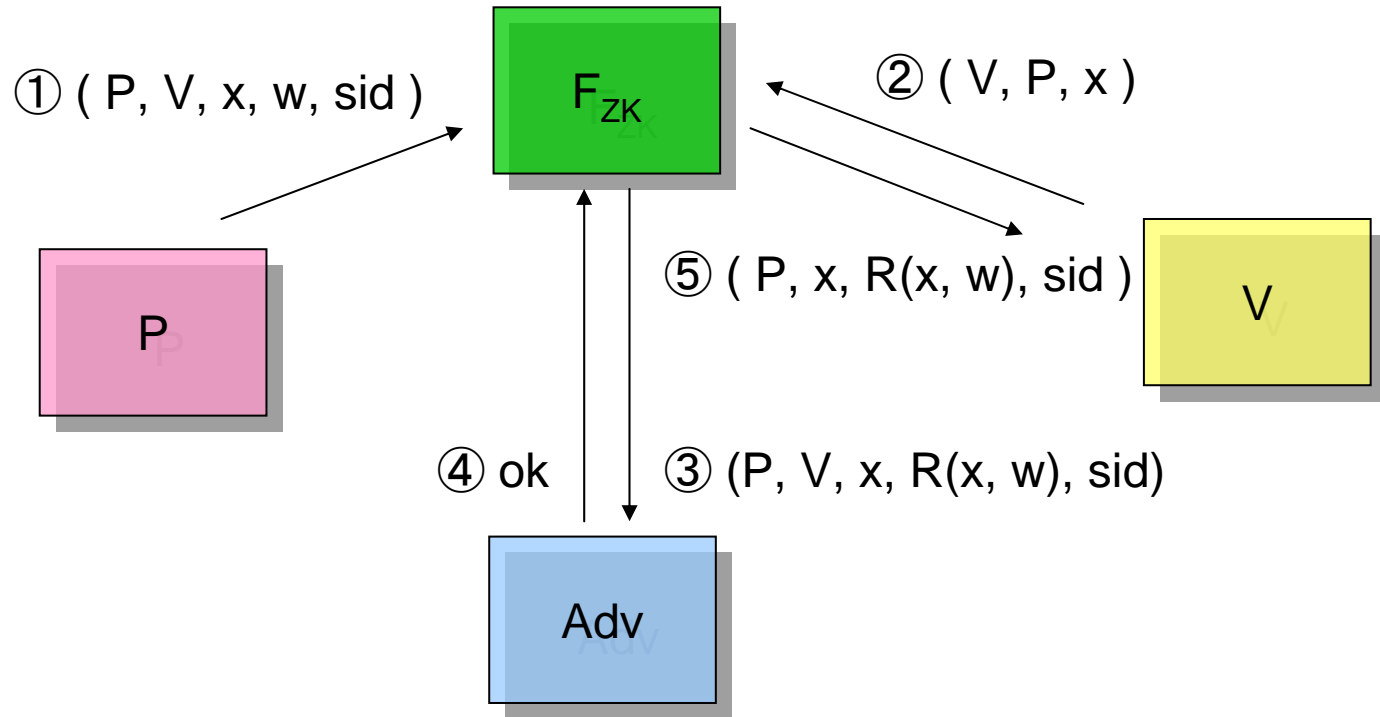 ① ( P, V, x, w, sid )
F_ZK
② ( V, P, x )
⑤ ( P, x, R(x, w), sid )
P
V
④ ok
③ (P, V, x, R(x, w), sid)
Adv